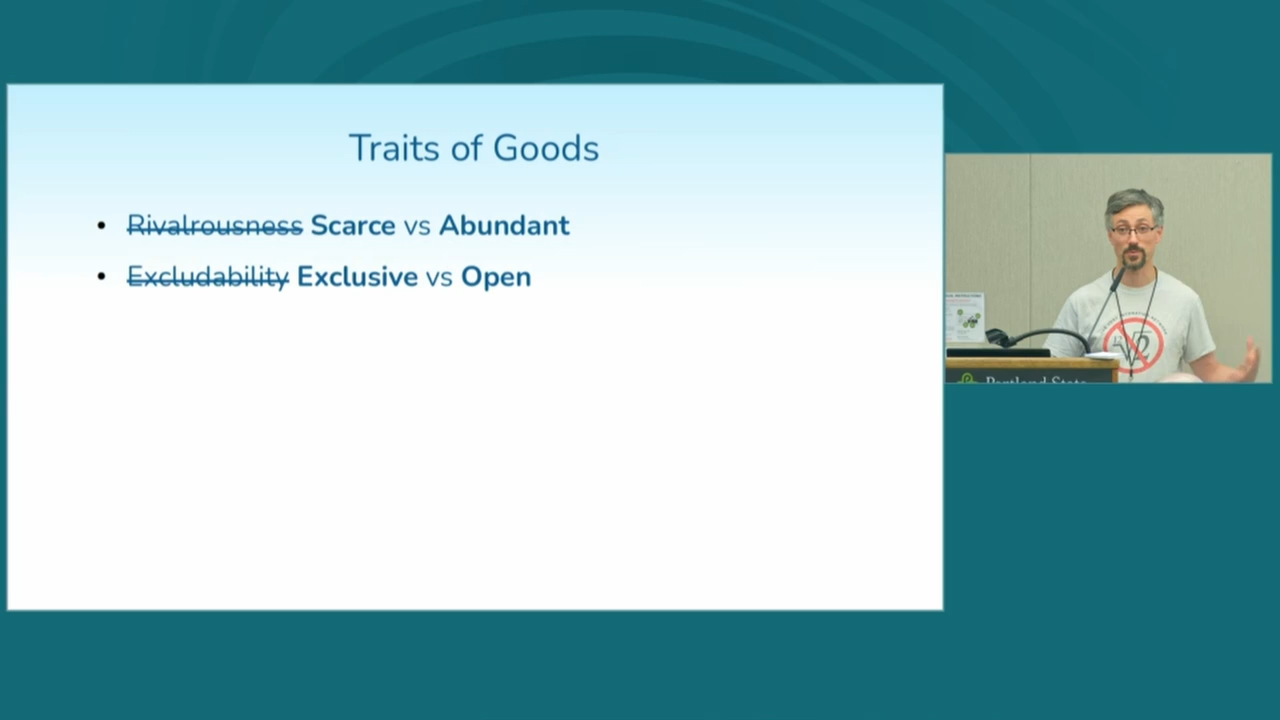 Traits of Goods
• Rivalrousness Scarce vs Abundant
• Excludability Exclusive vs Open
Portland State